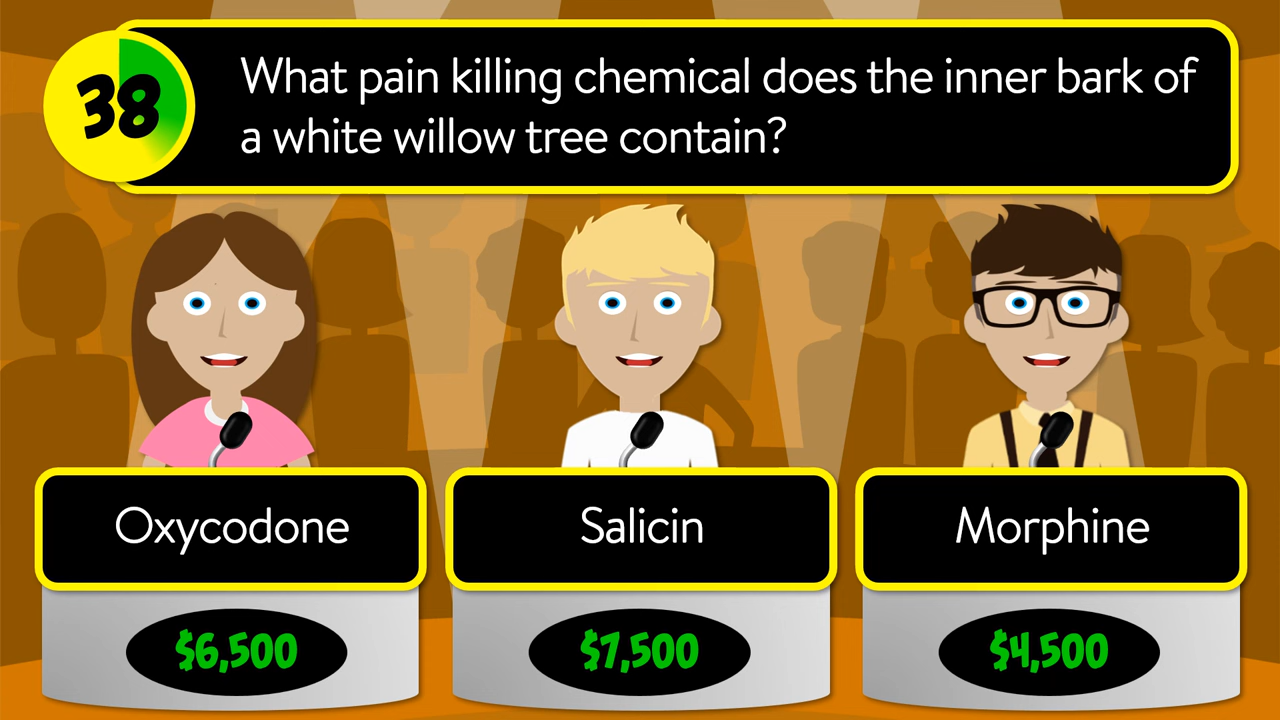 38
What pain killing chemical does the inner bark of
a white willow tree contain?
Oxycodone
Salicin
Morphine
$6,500
$7,500
$4,500